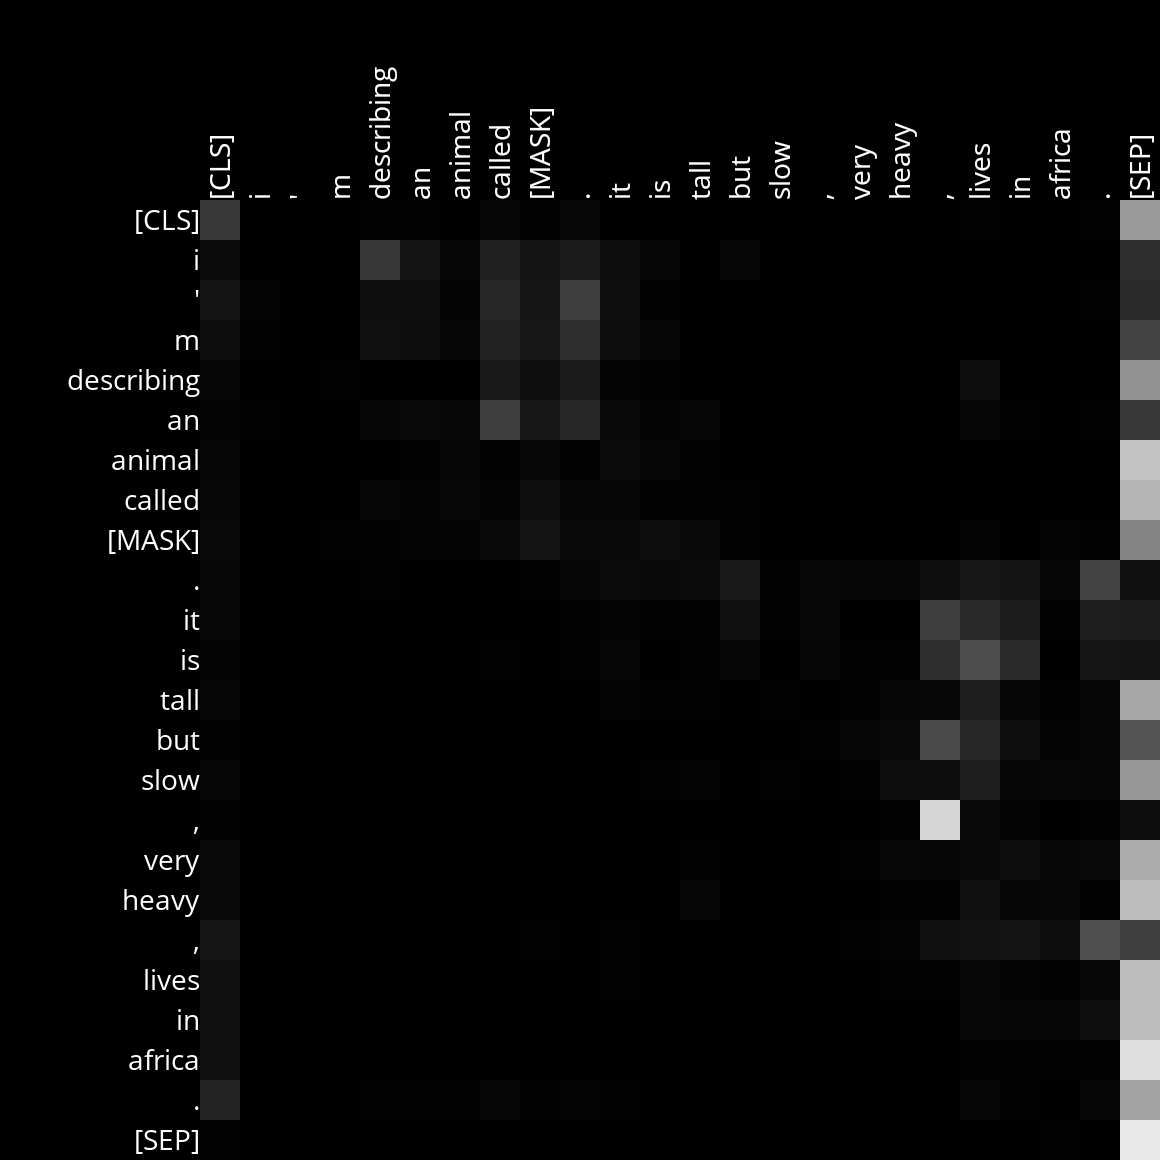 [CLS] i ' m describing an animal called [MASK] . it is tall but slow , very heavy , lives in africa . [SEP]
[CLS]
i
'
m
describing
an
animal
called
[MASK]
.
it
is
tall
but
slow
,
very
heavy
,
lives
in
africa
.
[SEP]